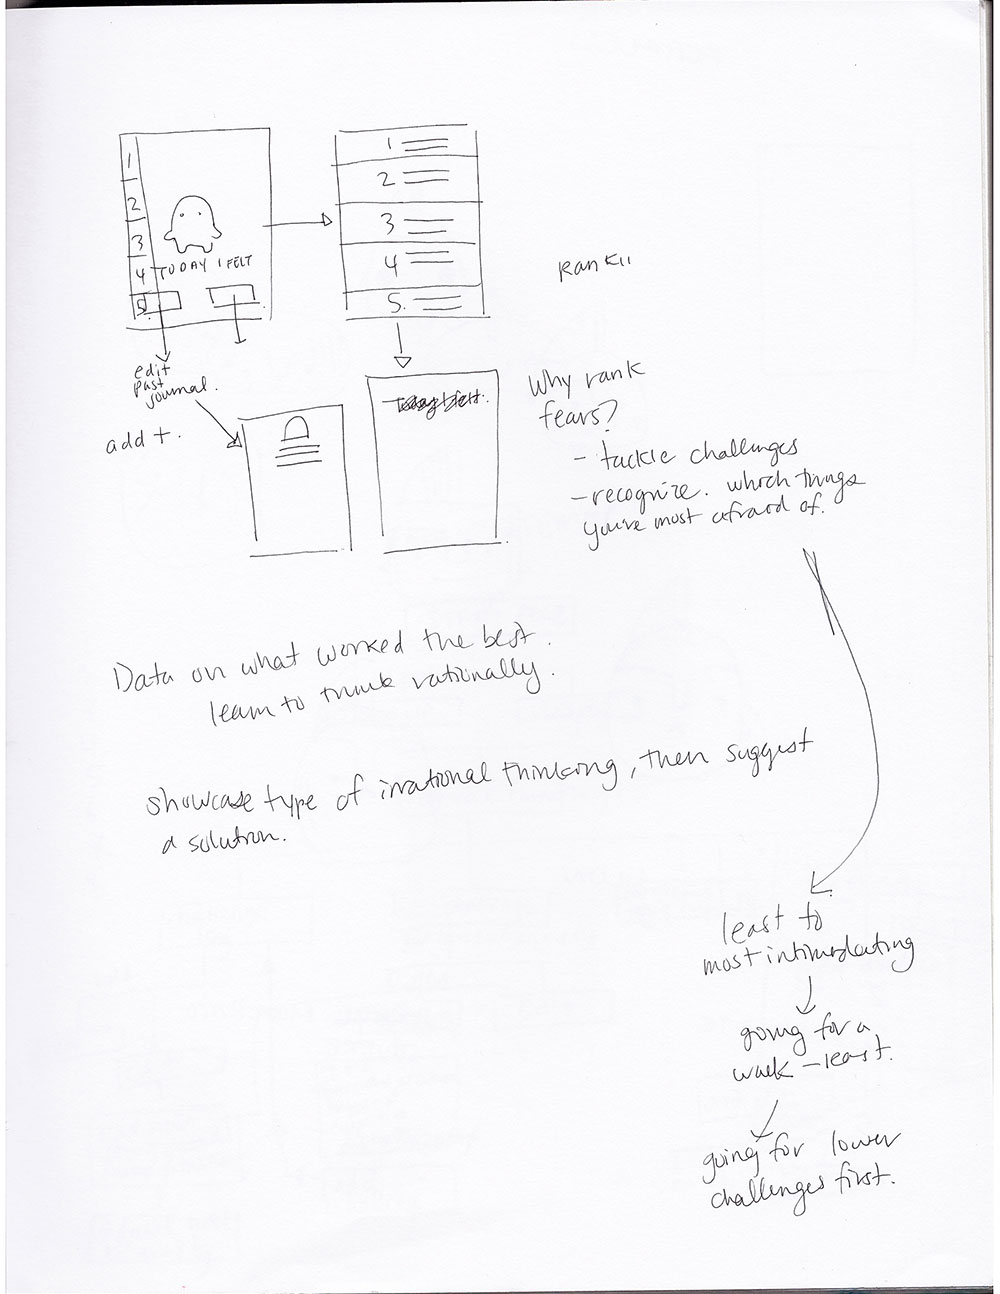 1
2
3
4 TODAY I FELT
5.
1
2
3
4
5.
edit
past
journal.
add +.
Why rank
fears?
- tackle challenges
- recognize. which things
you're most afraid of.
Data on what worked the best.
learn to think rationally.
showcase type of irrational thinking, then suggest
a solution.
least to
most intimidating
going for a
walk - least.
going for lower
challenges first.